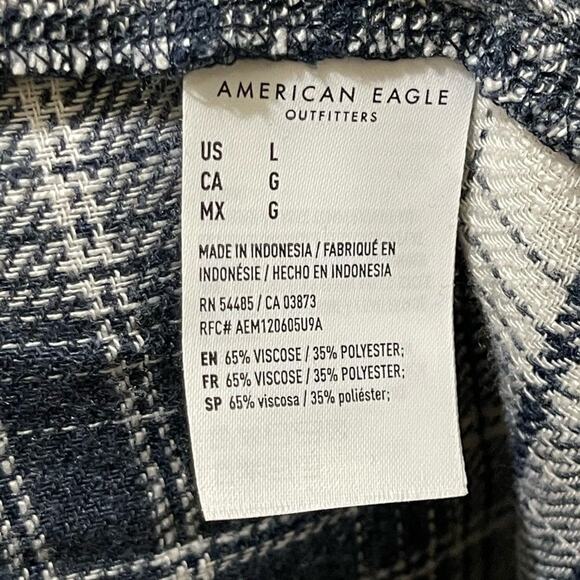 AMERICAN EAGLE
OUTFITTERS
US L
CA G
MX G
MADE IN INDONESIA / FABRIQUÉ EN
INDONÉSIE / HECHO EN INDONESIA
RN 54485 / CA 03873
RFC# AEM120605U9A
EN 65% VISCOSE / 35% POLYESTER;
FR 65% VISCOSE / 35% POLYESTER;
SP 65% viscosa / 35% poliéster;